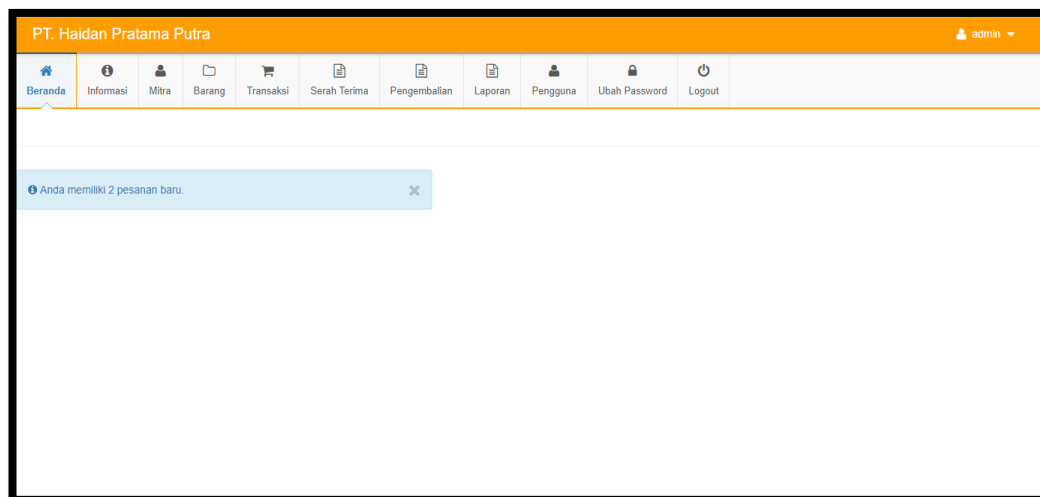 PT. Haidan Pratama Putra
admin
Beranda Informasi Mitra Barang Transaksi Serah Terima Pengembalian Laporan Pengguna Ubah Password Logout
Anda memiliki 2 pesanan baru.